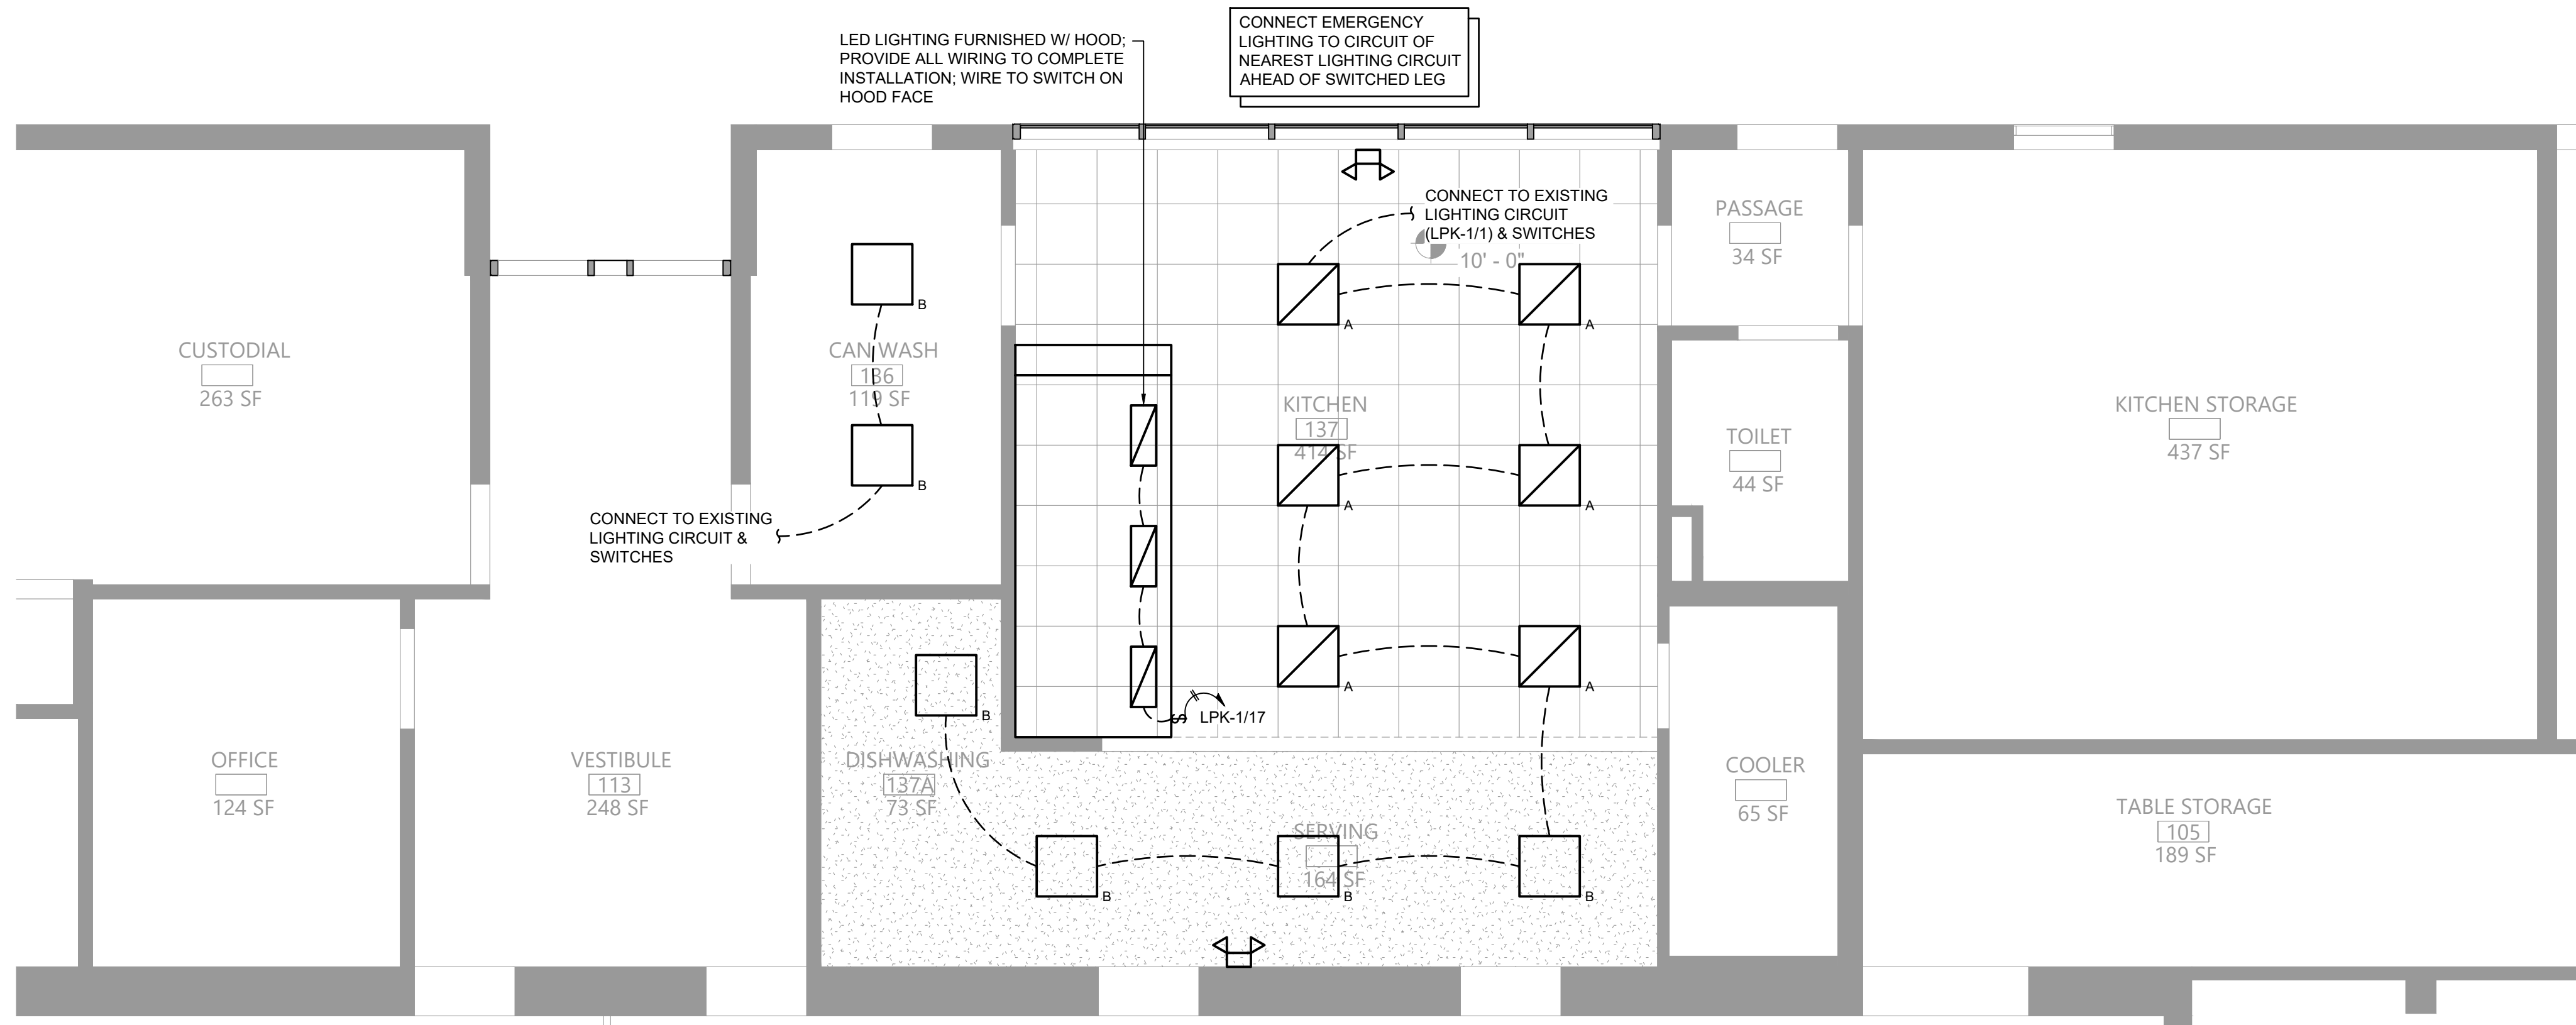 LED LIGHTING FURNISHED W/ HOOD;
PROVIDE ALL WIRING TO COMPLETE
INSTALLATION; WIRE TO SWITCH ON
HOOD FACE
CONNECT EMERGENCY
LIGHTING TO CIRCUIT OF
NEAREST LIGHTING CIRCUIT
AHEAD OF SWITCHED LEG
CONNECT TO EXISTING
LIGHTING CIRCUIT
(LPK-1/1) & SWITCHES
10' - 0"
PASSAGE
34 SF
CUSTODIAL
263 SF
B
CAN WASH
136
119 SF
B
CONNECT TO EXISTING
LIGHTING CIRCUIT &
SWITCHES
A
A
KITCHEN
137
414 SF
A
A
A
A
$
LPK-1/17
TOILET
44 SF
KITCHEN STORAGE
437 SF
OFFICE
124 SF
VESTIBULE
113
248 SF
B
DISHWASHING
137A
73 SF
SERVING
164 SF
B
B
B
COOLER
65 SF
TABLE STORAGE
105
189 SF